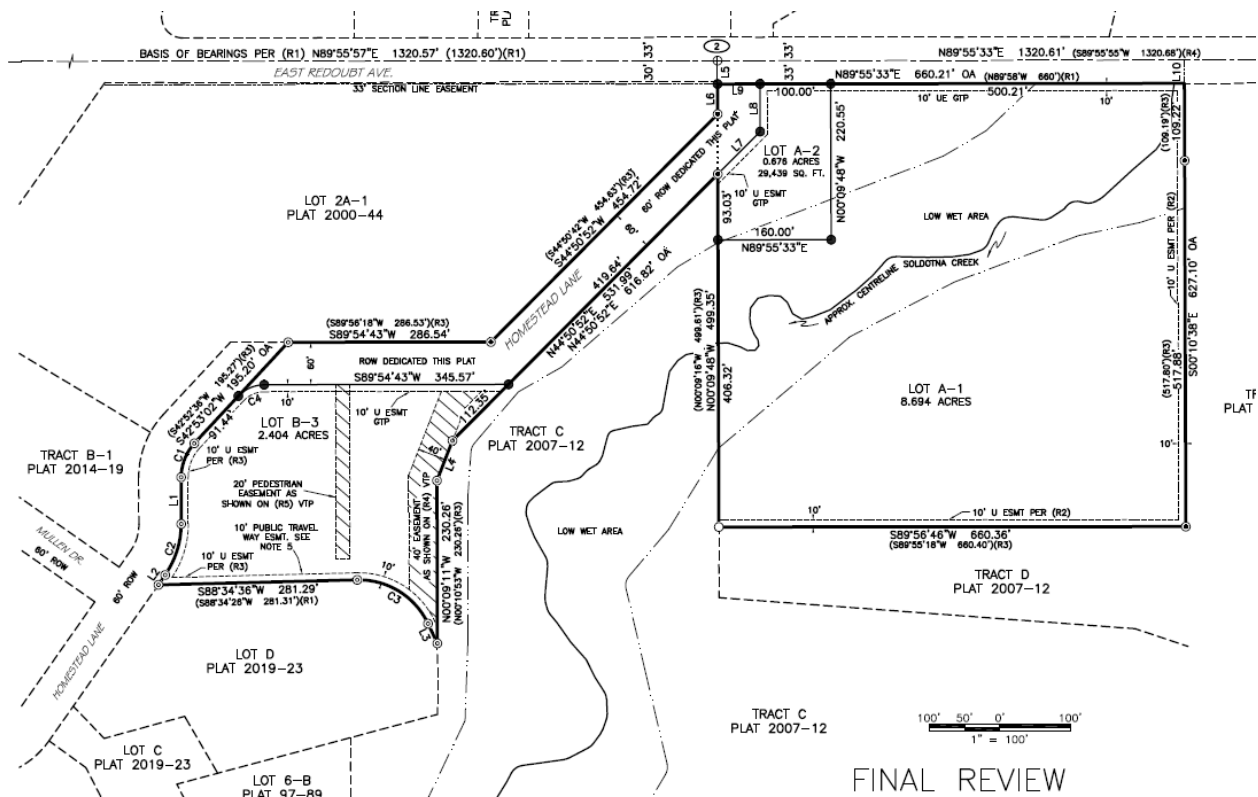 TR
PL
BASIS OF BEARINGS PER (R1) N89°55'57"E 1320.57' (1320.60')(R1)
33'
33'
2
33'
N89°55'33"E 1320.61' (S89°55'55"W 1320.68')(R4)
EAST REDOUBT AVE.
30'
L5
33'
N89°55'33"E 660.21' OA (N89°58'W 660')(R1)
L10
33' SECTION LINE EASEMENT
L6
L9
100.00'
500.21'
10' UE GTP
10'
L8
L7
60' ROW DEDICATED THIS PLAT
LOT A-2
0.676 ACRES
29,439 SQ. FT.
N00°09'48"W 220.55'
(109.19')(R3)
109.22'
LOT 2A-1
PLAT 2000-44
(S44°50'42"W 454.63')(R3)
S44°50'52"W 454.72'
60'
10' U ESMT
GTP
93.03'
LOW WET AREA
160.00'
N89°55'33"E
10' U ESMT PER (R2)
SOLDOTNA CREEK
APPROX. CENTRELINE
HOMESTEAD LANE
419.64'
N44°50'52"E 531.99'
N44°50'52"E 616.82' OA
(N00°09'16"W 499.61')(R3)
N00°09'48"W 499.35'
406.32'
(S89°56'18"W 286.53')(R3)
S89°54'43"W 286.54'
S00°10'38"E 627.10' OA
(517.80')(R3)
517.88'
60'
ROW DEDICATED THIS PLAT
S89°54'43"W 345.57'
(S42°52'36"W 195.27')(R3)
S42°53'02"W 195.20' OA
91.44'
C4
10'
10' U ESMT
GTP
LOT A-1
8.694 ACRES
TR
PLAT
LOT B-3
2.404 ACRES
112.35'
C1
10' U ESMT
PER (R3)
TRACT C
PLAT 2007-12
10'
40'
L4
TRACT B-1
PLAT 2014-19
20' PEDESTRIAN
EASEMENT AS
SHOWN ON (R5) VTP
L1
40' EASEMENT
AS SHOWN ON (R4) VTP
N00°09'11"W 230.26'
(N00°10'53"W 230.26')(R3)
10' U ESMT PER (R2)
10'
LOW WET AREA
MULLEN DR.
60' ROW
10' PUBLIC TRAVEL
WAY ESMT. SEE
NOTE 5
S89°56'46"W 660.36'
(S89°55'18"W 660.40')(R3)
C2
10' U ESMT
PER (R3)
10'
L2
60' ROW
S88°34'36"W 281.29'
(S88°34'28"W 281.31')(R1)
C3
TRACT D
PLAT 2007-12
L3
HOMESTEAD LANE
LOT D
PLAT 2019-23
TRACT C
PLAT 2007-12
100' 50' 0' 100'
1" = 100'
LOT C
PLAT 2019-23
LOT 6-B
PLAT 97-89
FINAL REVIEW